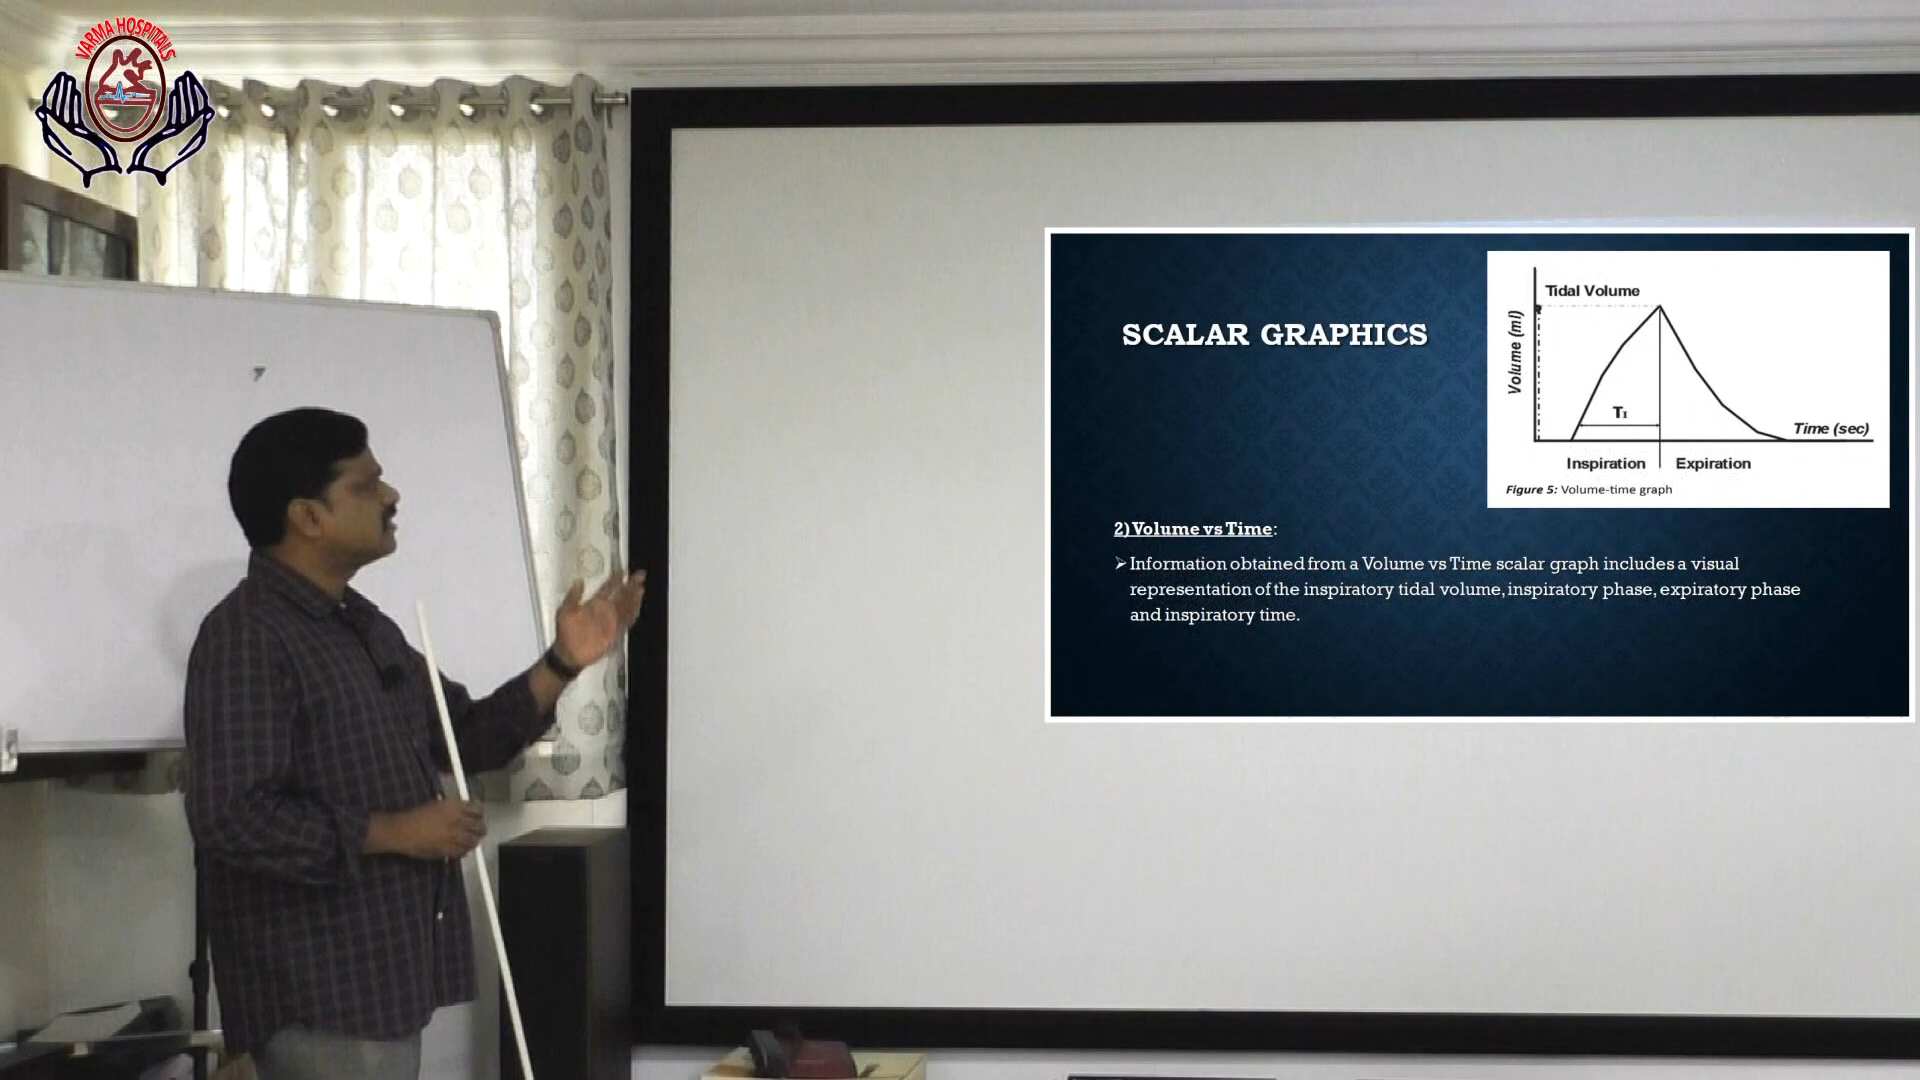 VARMA HOSPITALS
SCALAR GRAPHICS
Tidal Volume
Volume (ml)
TI
Time (sec)
Inspiration
Expiration
Figure 5: Volume-time graph
2) Volume vs Time:
➢ Information obtained from a Volume vs Time scalar graph includes a visual
representation of the inspiratory tidal volume, inspiratory phase, expiratory phase
and inspiratory time.